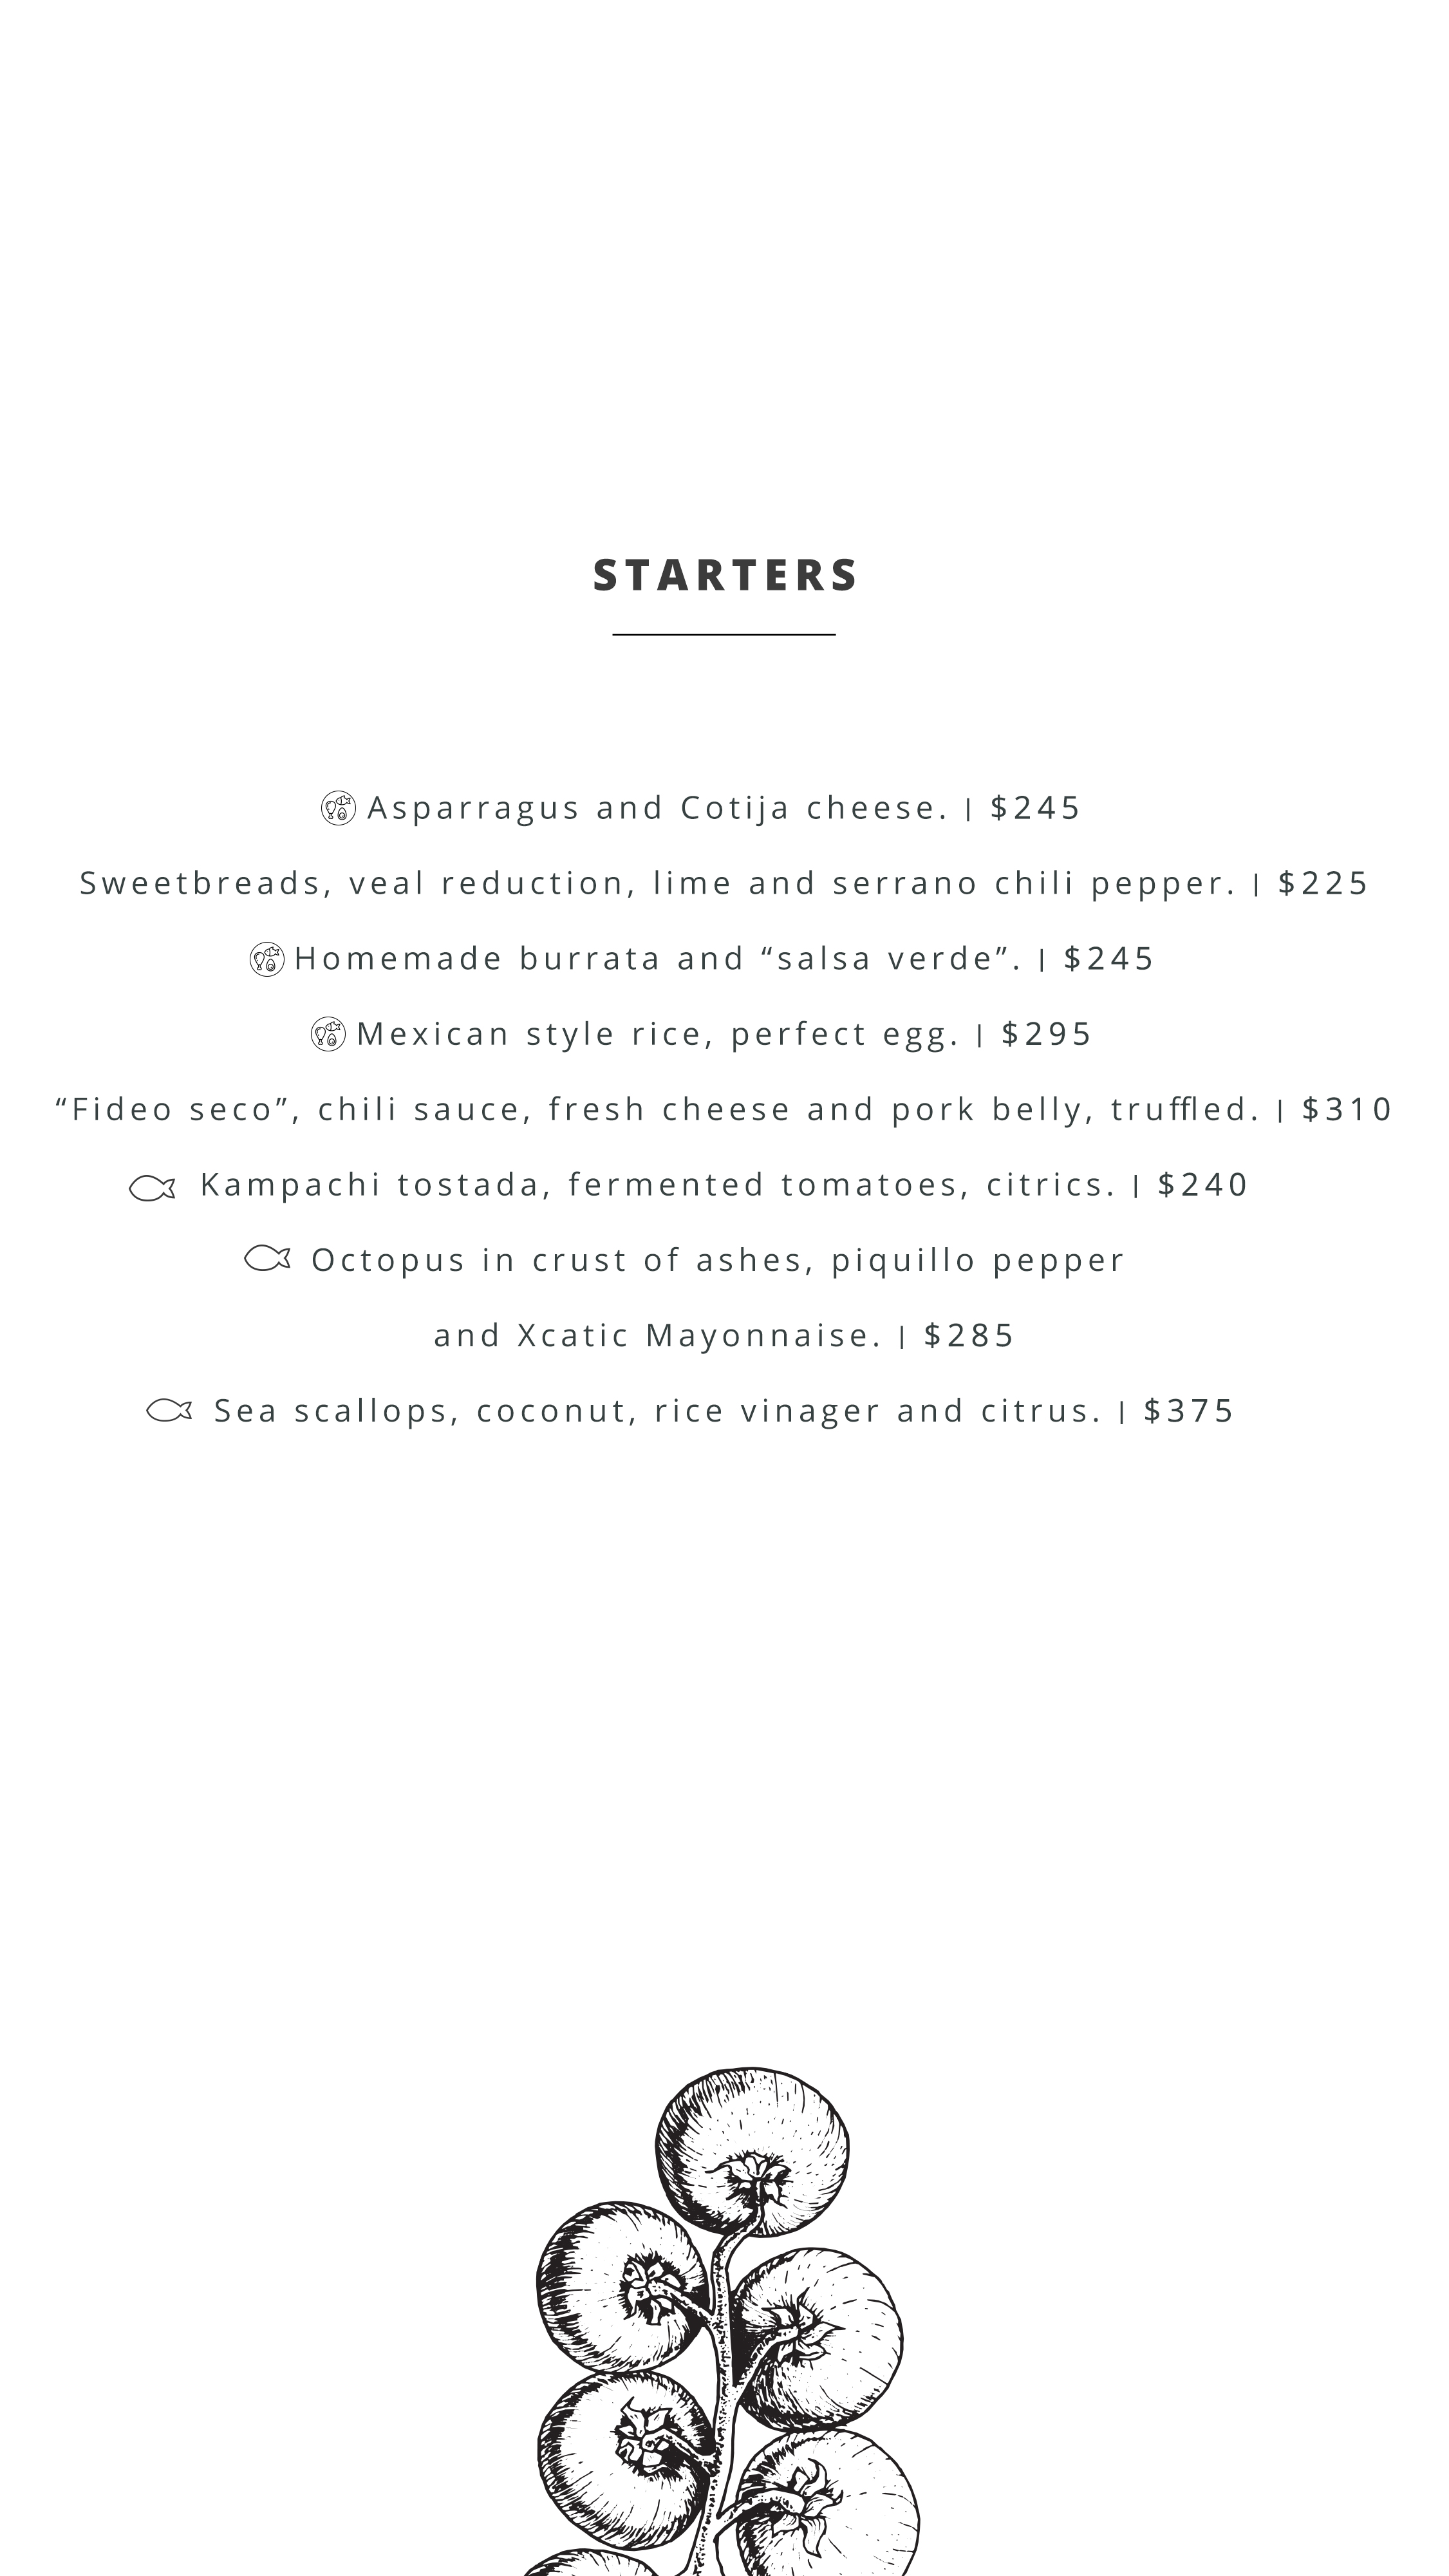 STARTERS
Asparragus and Cotija cheese. | $245
Sweetbreads, veal reduction, lime and serrano chili pepper. | $225
Homemade burrata and “salsa verde”. | $245
Mexican style rice, perfect egg. | $295
“Fideo seco”, chili sauce, fresh cheese and pork belly, truffled. | $310
Kampachi tostada, fermented tomatoes, citrics. | $240
Octopus in crust of ashes, piquillo pepper
and Xcatic Mayonnaise. | $285
Sea scallops, coconut, rice vinager and citrus. | $375